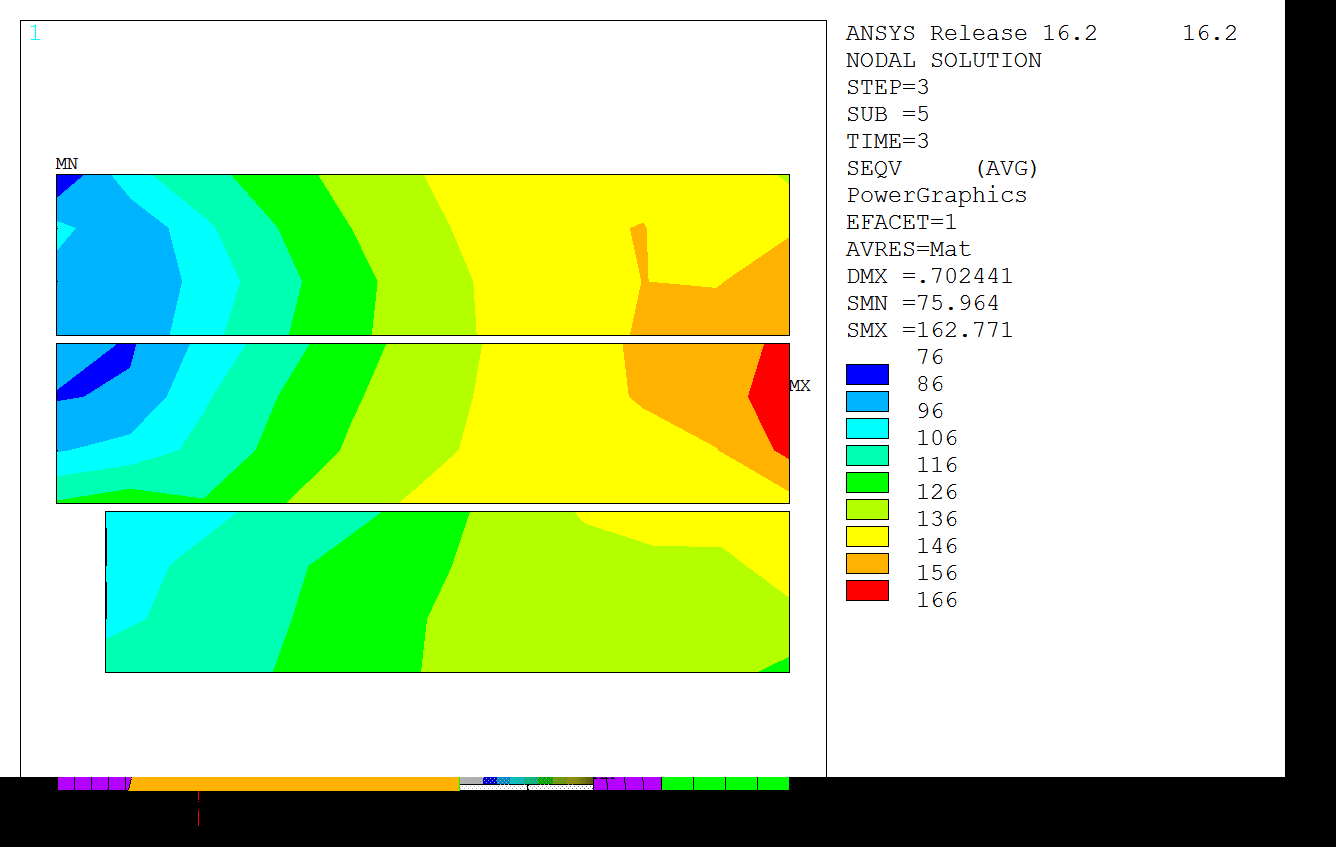 1
ANSYS Release 16.2 16.2
NODAL SOLUTION
STEP=3
SUB =5
TIME=3
SEQV (AVG)
PowerGraphics
EFACET=1
AVRES=Mat
DMX =.702441
SMN =75.964
SMX =162.771
76
86
96
106
116
126
136
146
156
166
MN
MX